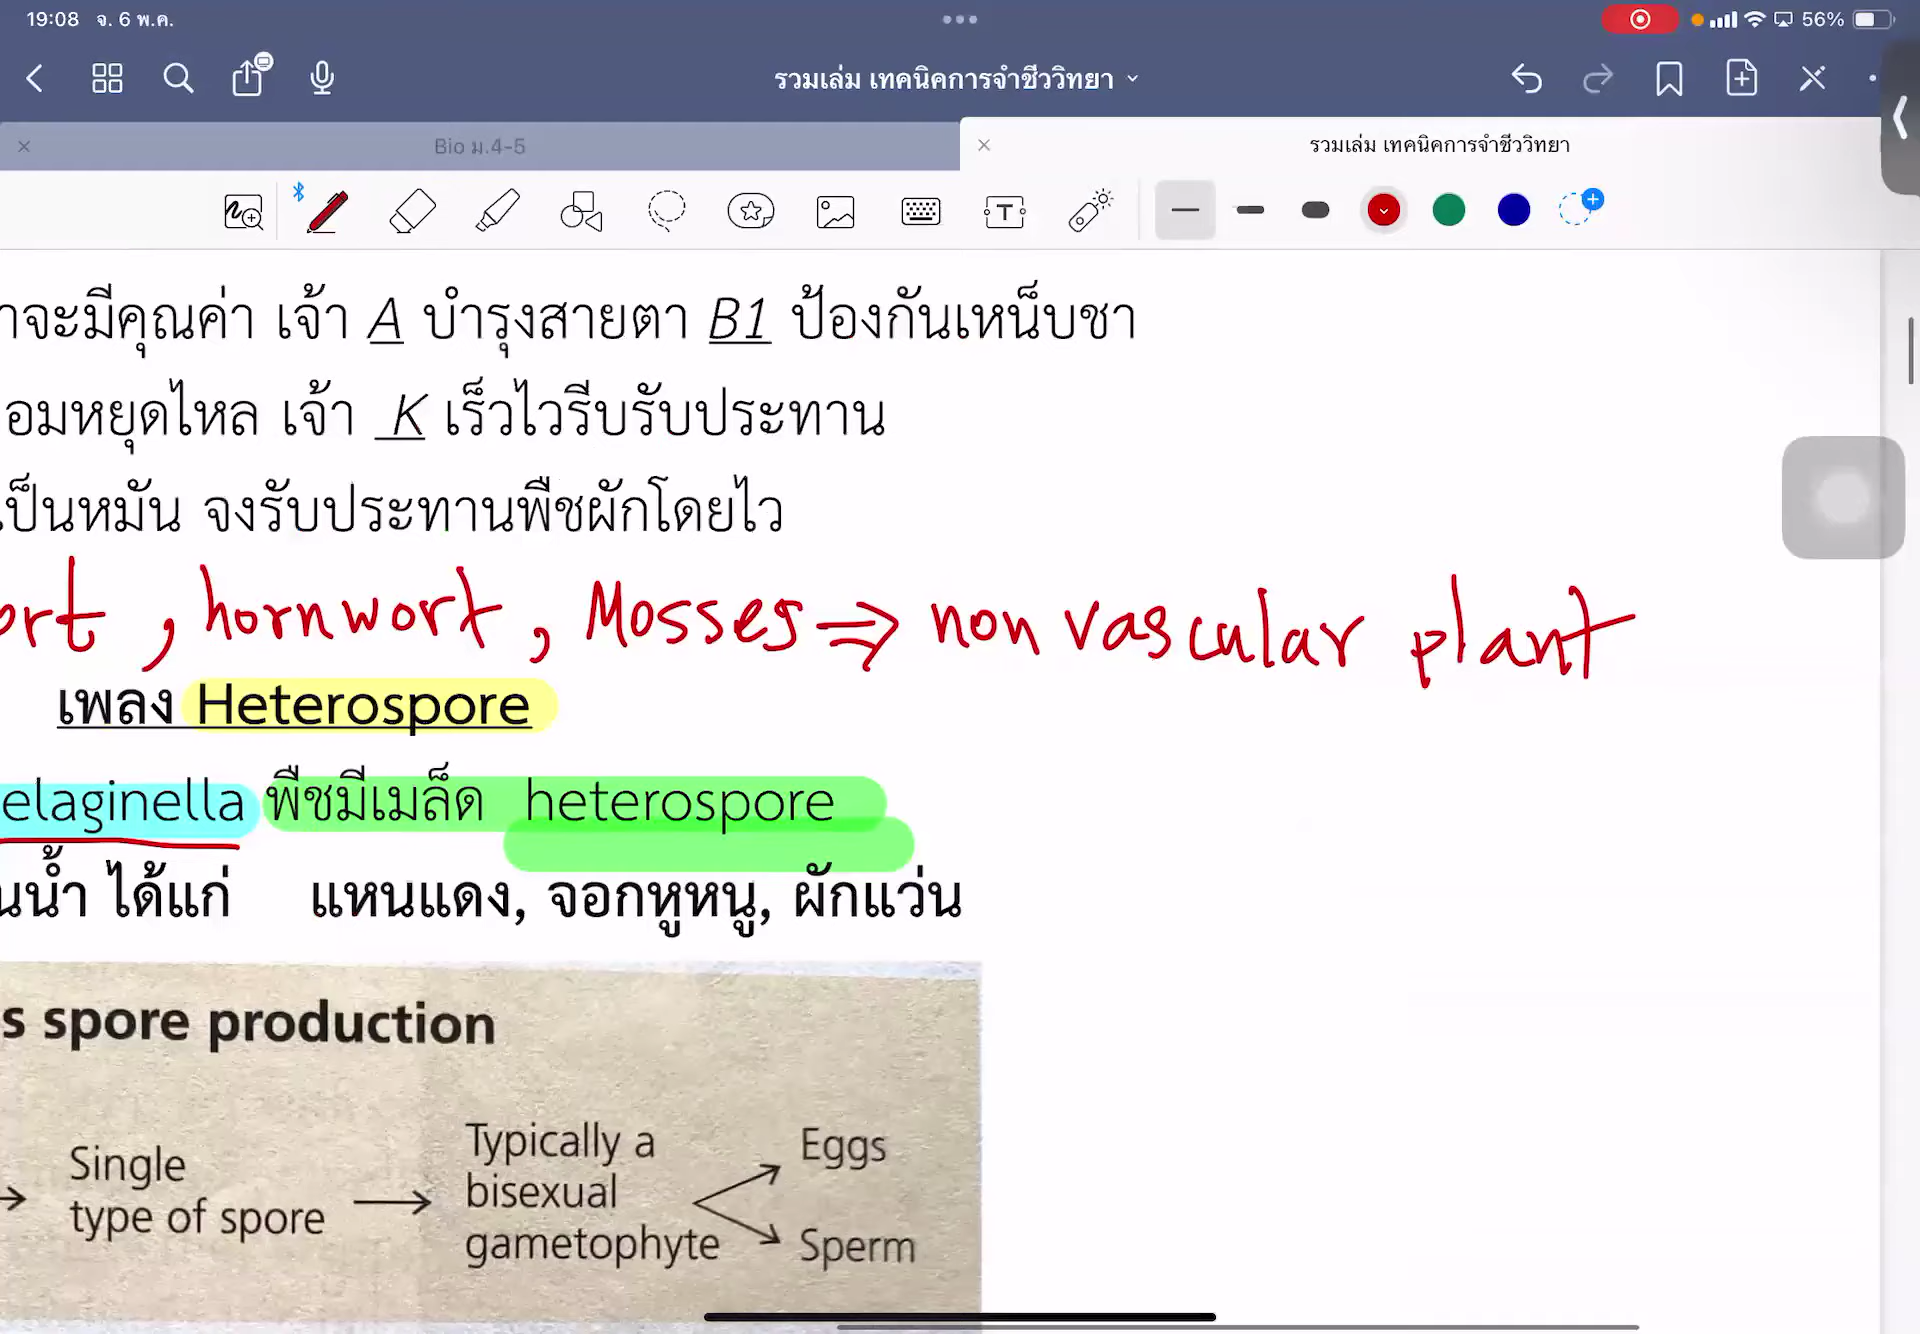 19:08 จ. 6 พ.ค.
56%
รวมเล่ม เทคนิคการจำชีววิทยา
Bio ม.4-5
รวมเล่ม เทคนิคการจำชีววิทยา
าจะมีคุณค่า เจ้า A บำรุงสายตา B1 ป้องกันเหน็บชา
อมหยุดไหล เจ้า K เร็วไวรีบรับประทาน
เป็นหมัน จงรับประทานพืชผักโดยไว
ort , hornwort , Mosses ⇒ non vascular plant
เพลง Heterospore
elaginella พืชมีเมล็ด heterospore
นน้ำ ได้แก่ แหนแดง, จอกหูหนู, ผักแว่น
s spore production
Single
type of spore
Typically a
bisexual
gametophyte
Eggs
Sperm